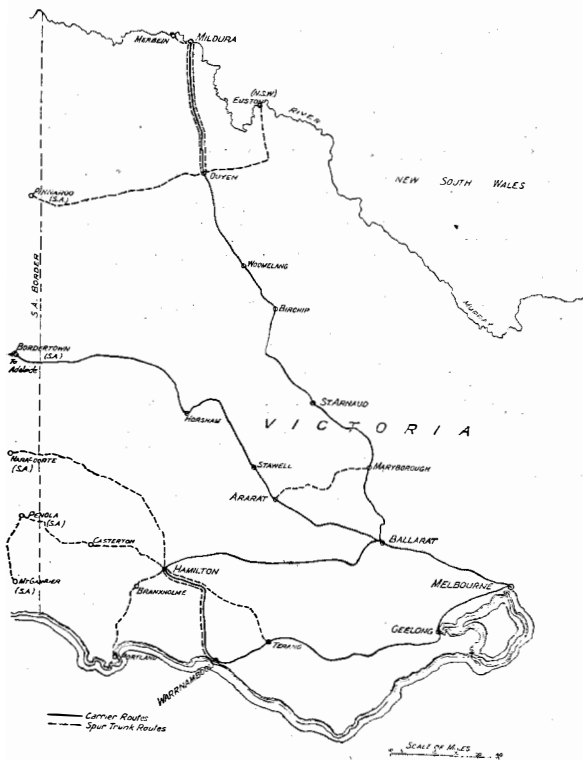 MERBEIN
MILDURA
(N.S.W)
EUSTON
RIVER
OUYEN
PINNAROO
(S.A)
NEW SOUTH WALES
S.A. BORDER
WOOMELANG
BIRCHIP
MURRAY
BORDERTOWN
(S.A)
To
Adelaide
ST ARNAUD
HORSHAM
VICTORIA
NARACOORTE
(S.A.)
STAWELL
MARYBOROUGH
ARARAT
PENOLA
(S.A)
CASTERTON
BALLARAT
HAMILTON
MELBOURNE
MT GAMBIER
(S.A)
BRANXHOLME
GEELONG
PORTLAND
TERANG
WARRNAMBOOL
Carrier Routes
Spur Trunk Routes
SCALE OF MILES